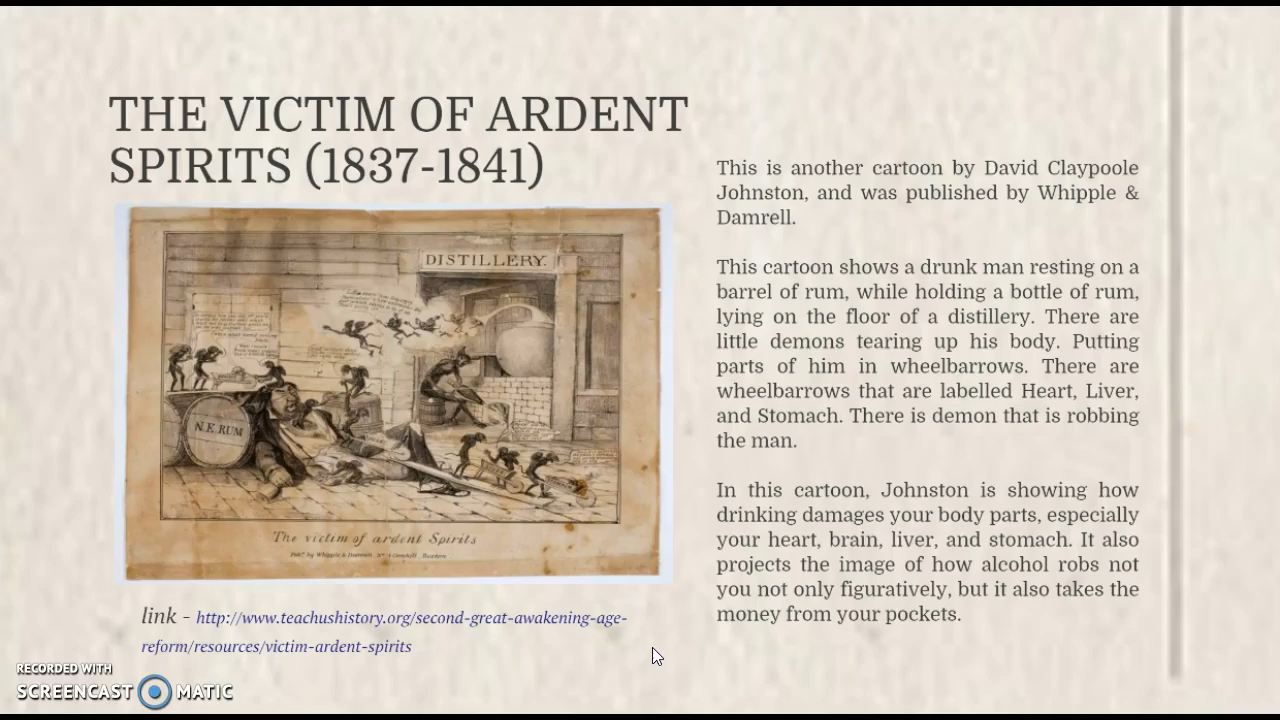 THE VICTIM OF ARDENT
SPIRITS (1837-1841)
DISTILLERY.
N.E. RUM
The victim of ardent Spirits
link - http://www.teachushistory.org/second-great-awakening-age-
reform/resources/victim-ardent-spirits
This is another cartoon by David Claypoole
Johnston, and was published by Whipple &
Damrell.
This cartoon shows a drunk man resting on a
barrel of rum, while holding a bottle of rum,
lying on the floor of a distillery. There are
little demons tearing up his body. Putting
parts of him in wheelbarrows. There are
wheelbarrows that are labelled Heart, Liver,
and Stomach. There is demon that is robbing
the man.
In this cartoon, Johnston is showing how
drinking damages your body parts, especially
your heart, brain, liver, and stomach. It also
projects the image of how alcohol robs not
you not only figuratively, but it also takes the
money from your pockets.
RECORDED WITH
SCREENCAST MATIC